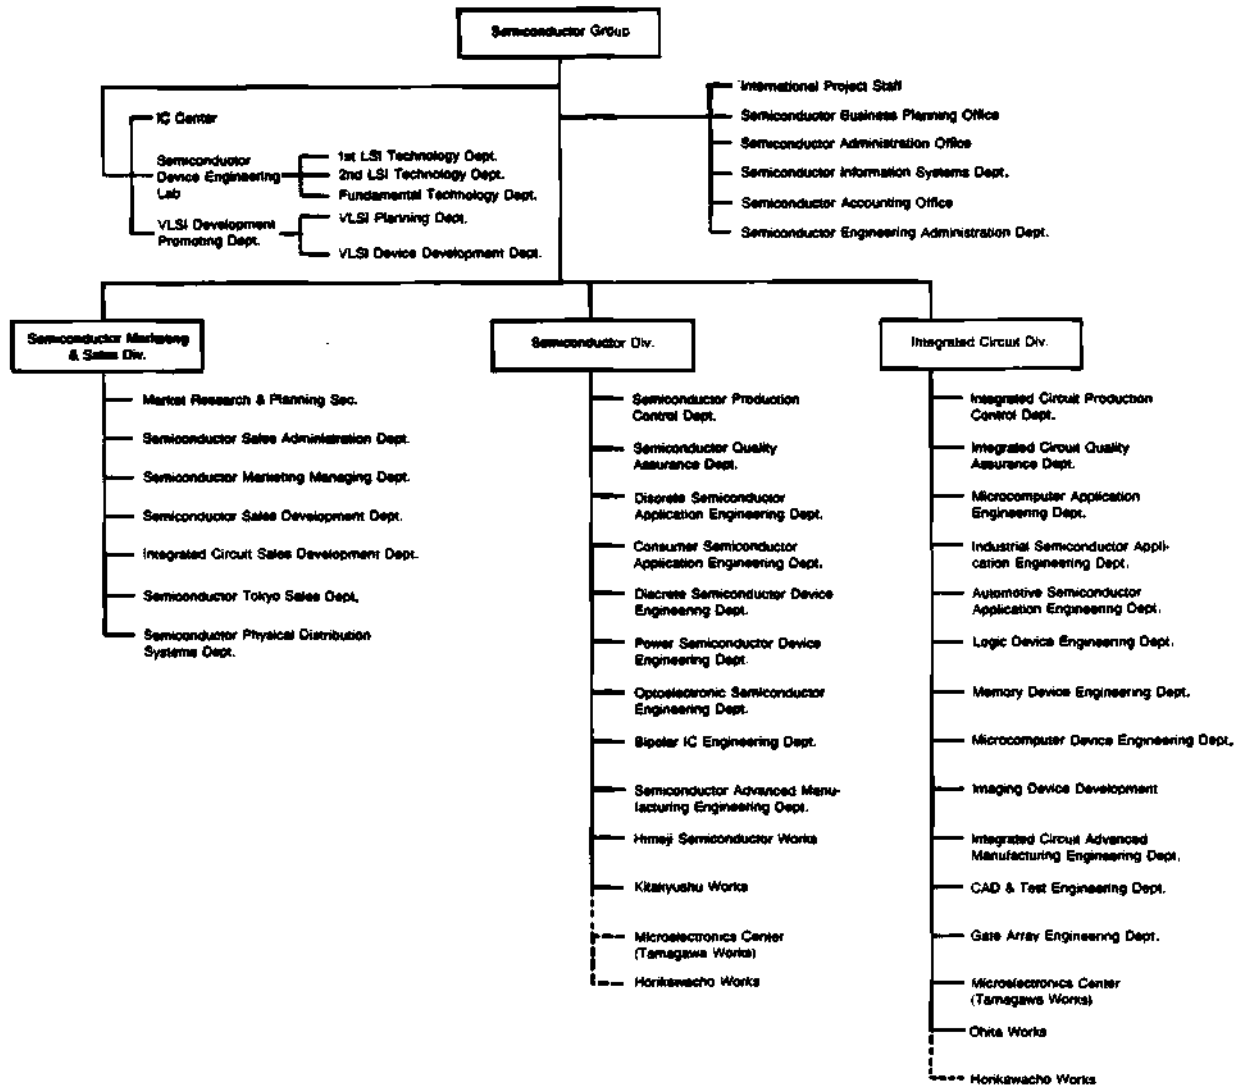 Semiconductor Group
IC Center
Semiconductor
Device Engineering
Lab
1st LSI Technology Dept.
2nd LSI Technology Dept.
Fundamental Technology Dept.
VLSI Development
Promoting Dept.
VLSI Planning Dept.
VLSI Device Development Dept.
International Project Staff
Semiconductor Business Planning Office
Semiconductor Administration Office
Semiconductor Information Systems Dept.
Semiconductor Accounting Office
Semiconductor Engineering Administration Dept.
Semiconductor Marketing
& Sales Div.
Market Research & Planning Sec.
Semiconductor Sales Administration Dept.
Semiconductor Marketing Managing Dept.
Semiconductor Sales Development Dept.
Integrated Circuit Sales Development Dept.
Semiconductor Tokyo Sales Dept.
Semiconductor Physical Distribution
Systems Dept.
Semiconductor Div.
Semiconductor Production
Control Dept.
Semiconductor Quality
Assurance Dept.
Discrete Semiconductor
Application Engineering Dept.
Consumer Semiconductor
Application Engineering Dept.
Discrete Semiconductor Device
Engineering Dept.
Power Semiconductor Device
Engineering Dept.
Optoelectronic Semiconductor
Engineering Dept.
Bipolar IC Engineering Dept.
Semiconductor Advanced Manu-
facturing Engineering Dept.
Himeji Semiconductor Works
Kitakyushu Works
Microelectronics Center
(Tamagawa Works)
Horikawacho Works
Integrated Circuit Div.
Integrated Circuit Production
Control Dept.
Integrated Circuit Quality
Assurance Dept.
Microcomputer Application
Engineering Dept.
Industrial Semiconductor Appli-
cation Engineering Dept.
Automotive Semiconductor
Application Engineering Dept.
Logic Device Engineering Dept.
Memory Device Engineering Dept.
Microcomputer Device Engineering Dept.
Imaging Device Development
Integrated Circuit Advanced
Manufacturing Engineering Dept.
CAD & Test Engineering Dept.
Gate Array Engineering Dept.
Microelectronics Center
(Tamagawa Works)
Ohita Works
Horikawacho Works